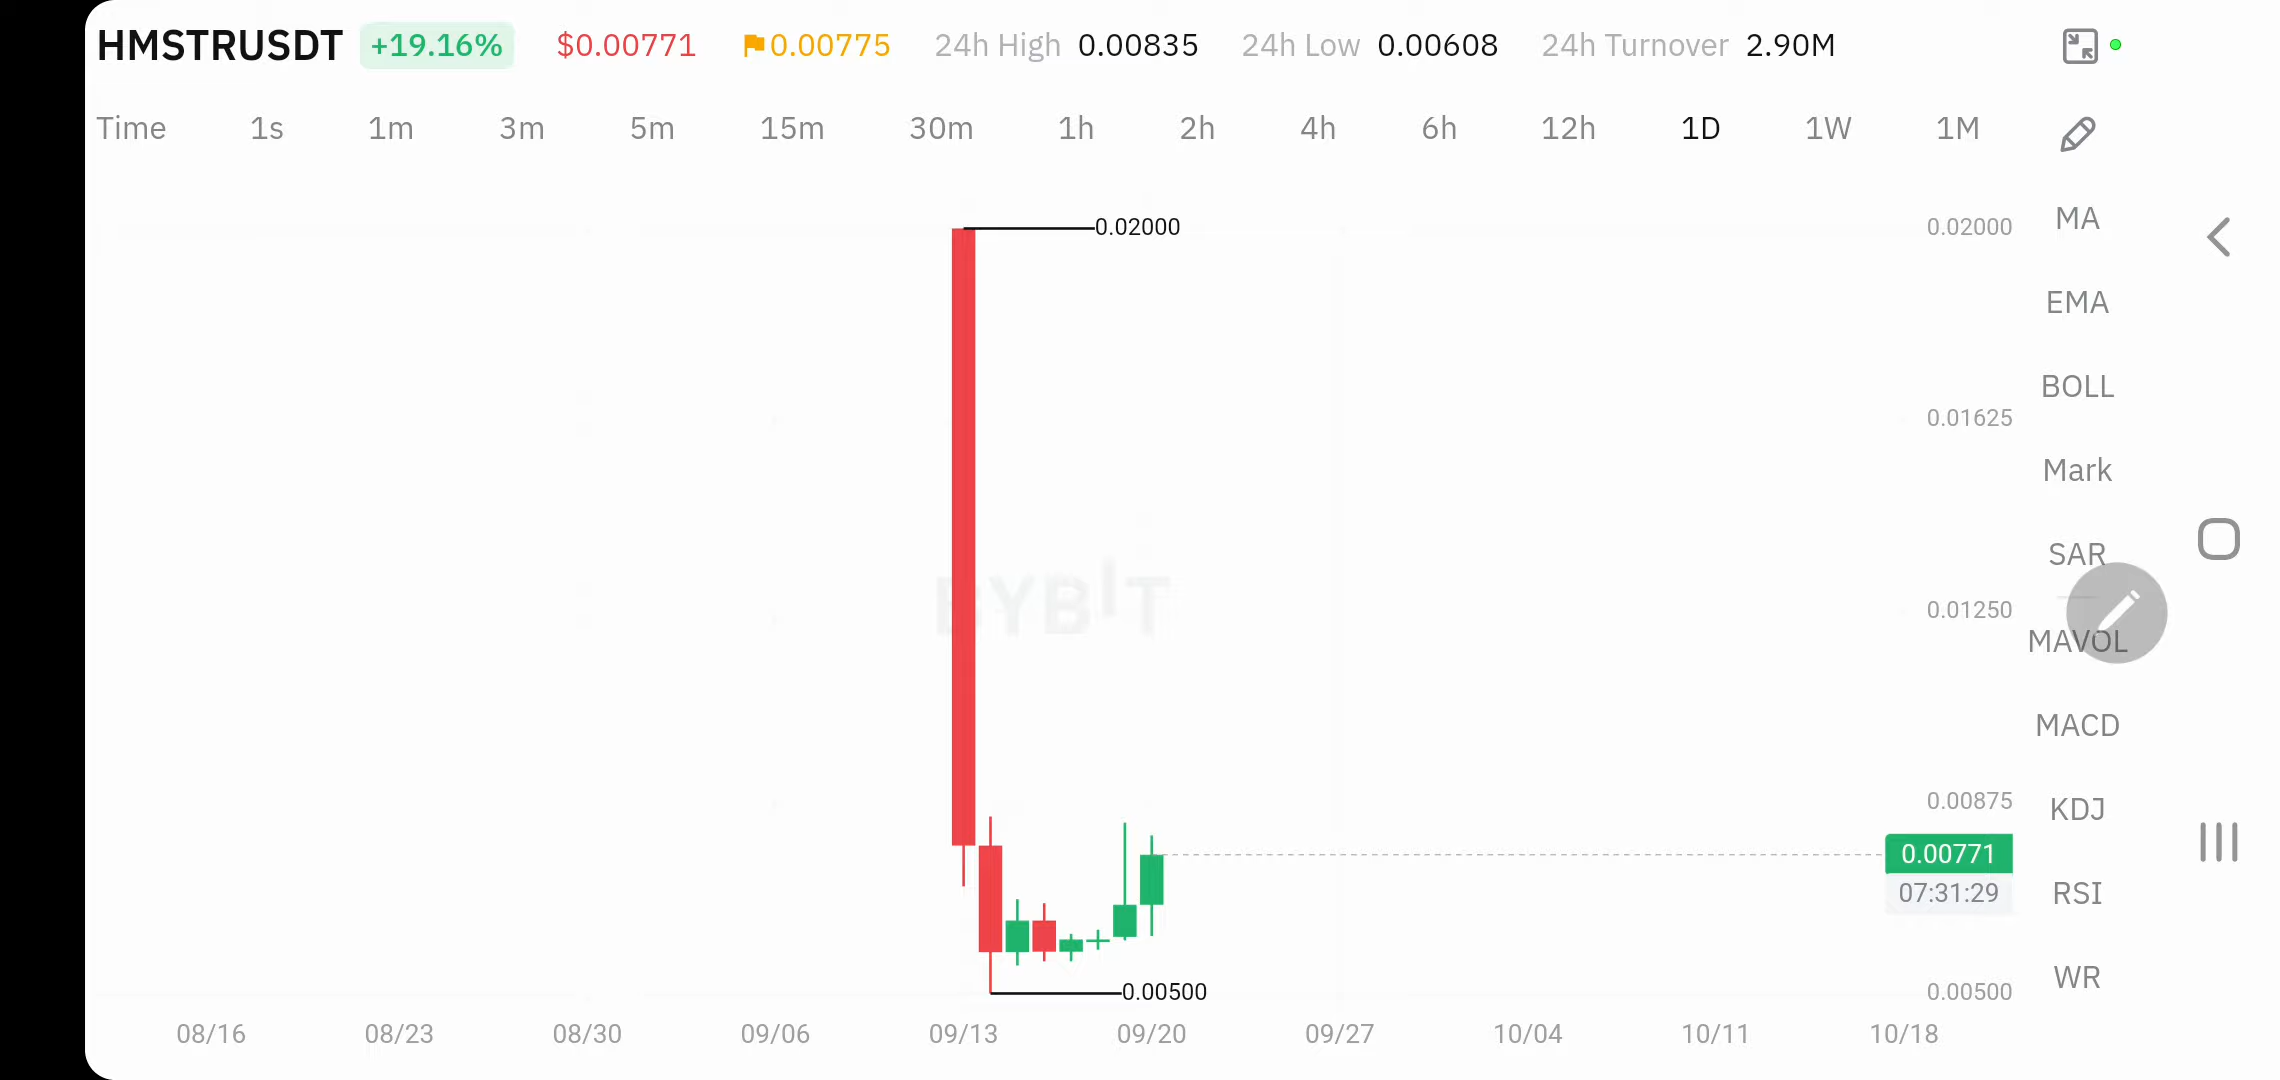 HMSTRUSDT +19.16% $0.00771 0.00775 24h High 0.00835 24h Low 0.00608 24h Turnover 2.90M
Time 1s 1m 3m 5m 15m 30m 1h 2h 4h 6h 12h 1D 1W 1M
0.02000 0.02000 MA
EMA
BOLL
0.01625
Mark
SAR
BYBIT 0.01250
MAVOL
MACD
0.00875 KDJ
0.00771
07:31:29 RSI
WR
0.00500 0.00500
08/16 08/23 08/30 09/06 09/13 09/20 09/27 10/04 10/11 10/18